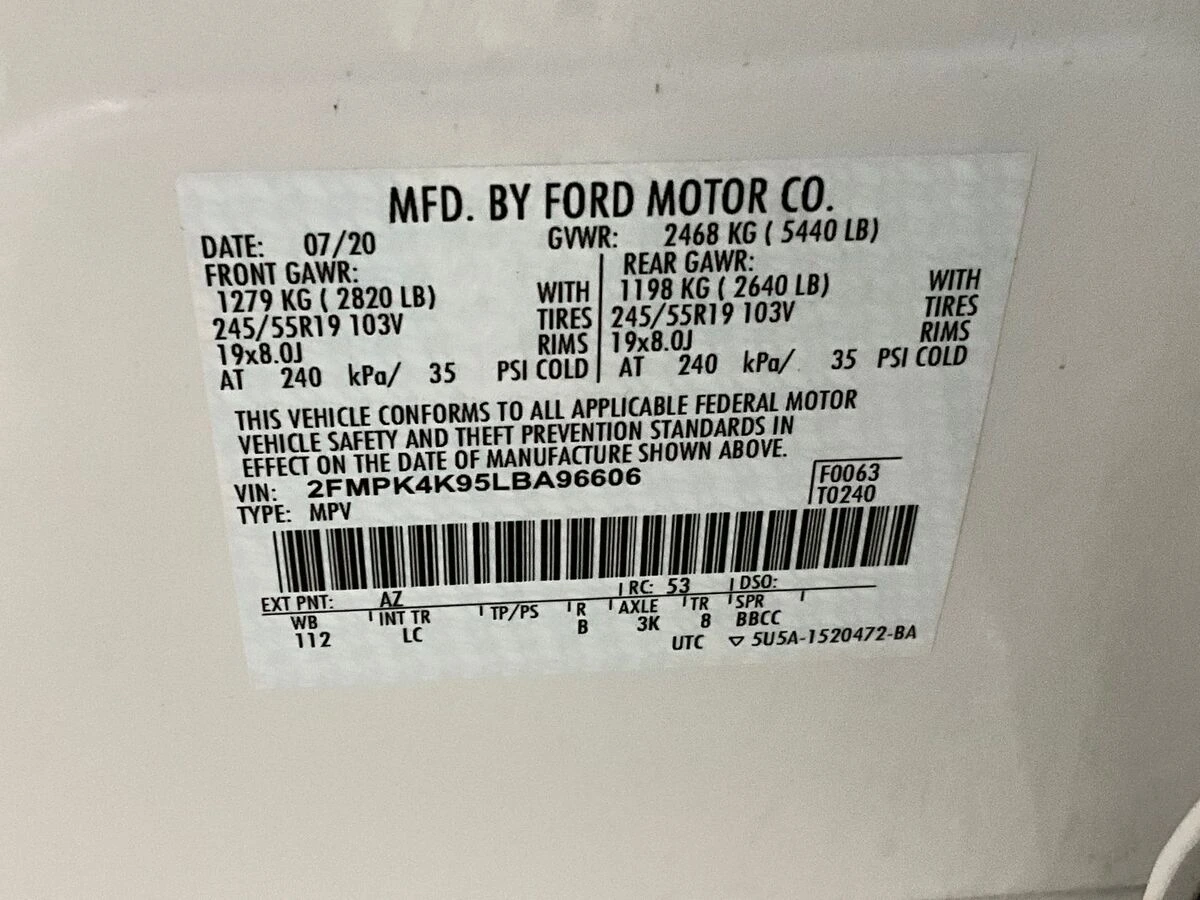 MFD. BY FORD MOTOR CO.
DATE: 07/20 GVWR: 2468 KG ( 5440 LB)
FRONT GAWR: REAR GAWR:
1279 KG ( 2820 LB) WITH 1198 KG ( 2640 LB) WITH
245/55R19 103V TIRES 245/55R19 103V TIRES
19x8.0J RIMS 19x8.0J RIMS
AT 240 kPa/ 35 PSI COLD AT 240 kPa/ 35 PSI COLD
THIS VEHICLE CONFORMS TO ALL APPLICABLE FEDERAL MOTOR
VEHICLE SAFETY AND THEFT PREVENTION STANDARDS IN
EFFECT ON THE DATE OF MANUFACTURE SHOWN ABOVE.
VIN: 2FMPK4K95LBA96606 F0063
TYPE: MPV T0240
EXT PNT: AZ RC: 53 DSO:
WB INT TR TP/PS R AXLE TR SPR
112 LC B 3K 8 BBCC
UTC ▽ 5U5A-1520472-BA